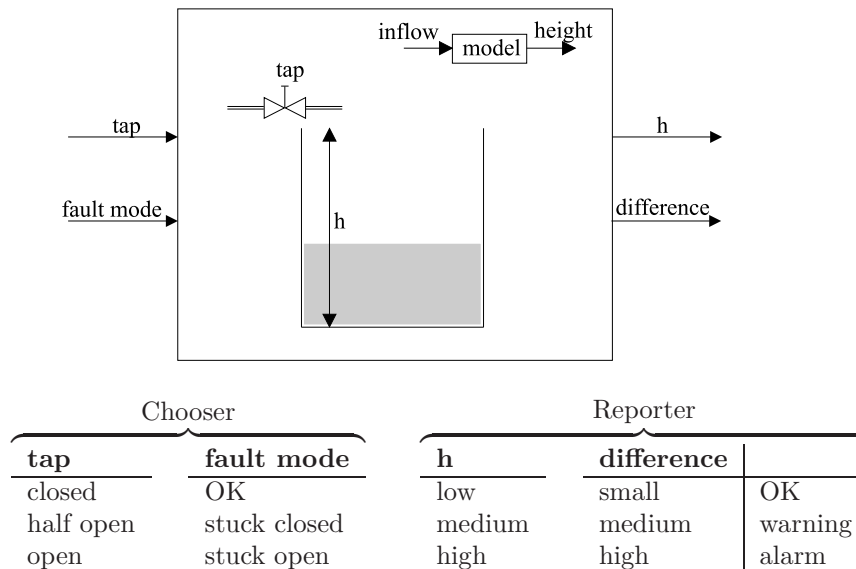 inflow model height
tap
tap
h
fault mode
h
difference
Chooser Reporter
tap fault mode h difference
closed OK low small OK
half open stuck closed medium medium warning
open stuck open high high alarm